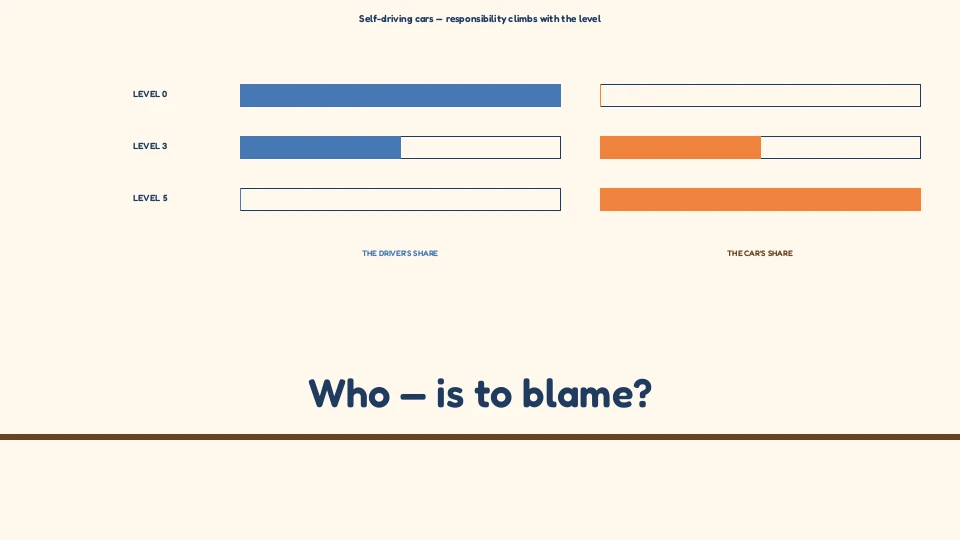 Self-driving cars — responsibility climbs with the level
LEVEL 0
LEVEL 3
LEVEL 5
THE DRIVER'S SHARE
THE CAR'S SHARE
Who — is to blame?